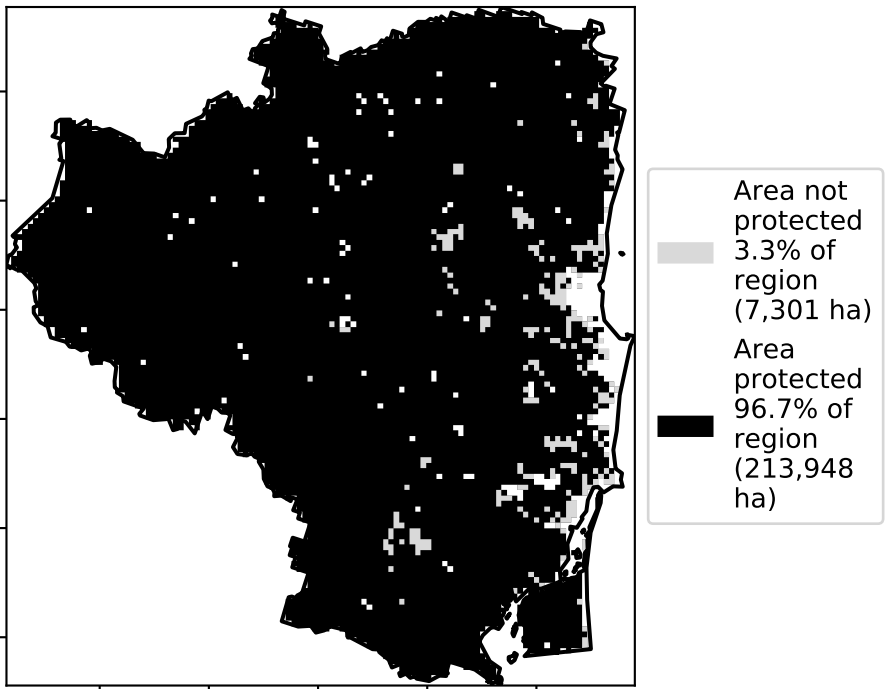 Area not
protected
3.3% of
region
(7,301 ha)
Area
protected
96.7% of
region
(213,948
ha)